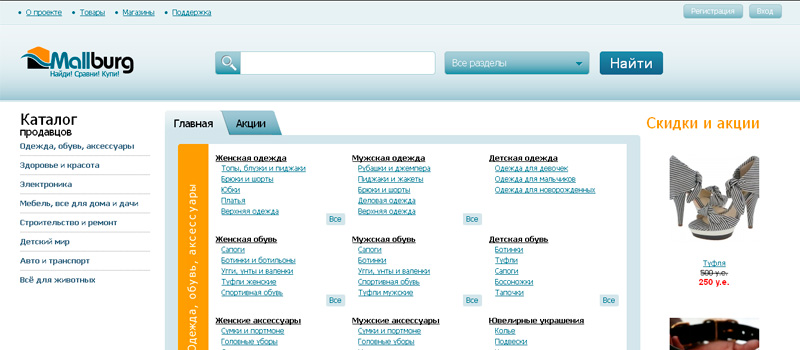 О проекте Товары Магазины Поддержка Регистрация Вход
Mallburg
Найди! Сравни! Купи!
Все разделы Найти
Каталог
продавцов
Одежда, обувь, аксессуары
Здоровье и красота
Электроника
Мебель, все для дома и дачи
Строительство и ремонт
Детский мир
Авто и транспорт
Всё для животных
Главная Акции
Одежда, обувь, аксессуары
Женская одежда
Топы, блузки и пиджаки
Брюки и шорты
Юбки
Платья
Верхняя одежда
Все
Мужская одежда
Рубашки и джемпера
Пиджаки и жакеты
Брюки и шорты
Деловая одежда
Верхняя одежда
Все
Детская одежда
Одежда для девочек
Одежда для мальчиков
Одежда для новорожденных
Женская обувь
Сапоги
Ботинки и ботильоны
Угги, унты и валенки
Туфли женские
Спортивная обувь
Все
Мужская обувь
Сапоги
Ботинки
Угги, унты и валенки
Спортивная обувь
Туфли мужские
Все
Детская обувь
Ботинки
Туфли
Сапоги
Босоножки
Тапочки
Все
Женские аксессуары
Сумки и портмоне
Головные уборы
Мужские аксессуары
Сумки и портмоне
Головные уборы
Ювелирные украшения
Колье
Подвески
Скидки и акции
Туфля
500 у.е.
250 у.е.